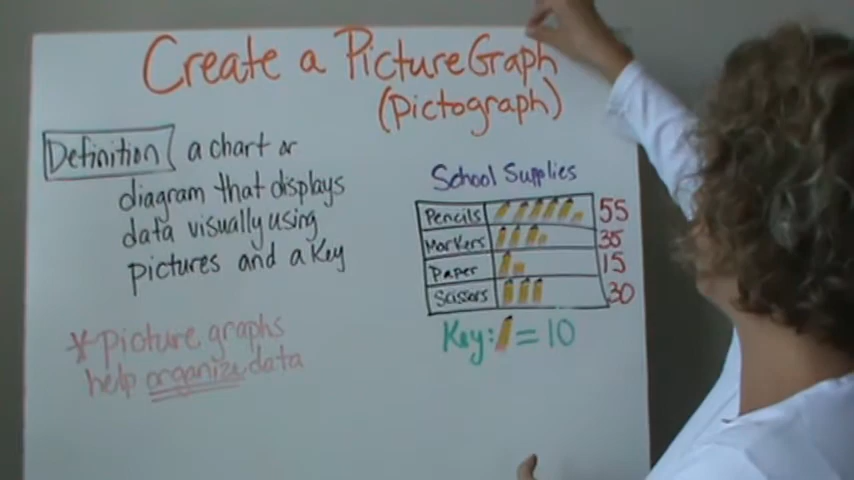 Create a Picture Graph
(pictograph)
Definition a chart or
diagram that displays
data visually using
pictures and a key
*picture graphs
help organize data
School Supplies
Pencils 55
Markers 35
Paper 15
Scissors 30
Key: = 10